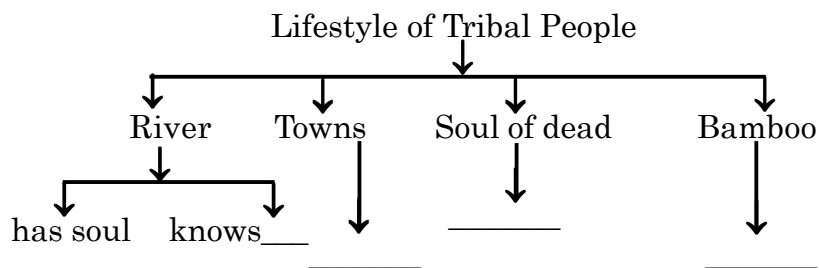 Lifestyle of Tribal People
River Towns Soul of dead Bamboo
has soul knows___ ________
________ ________